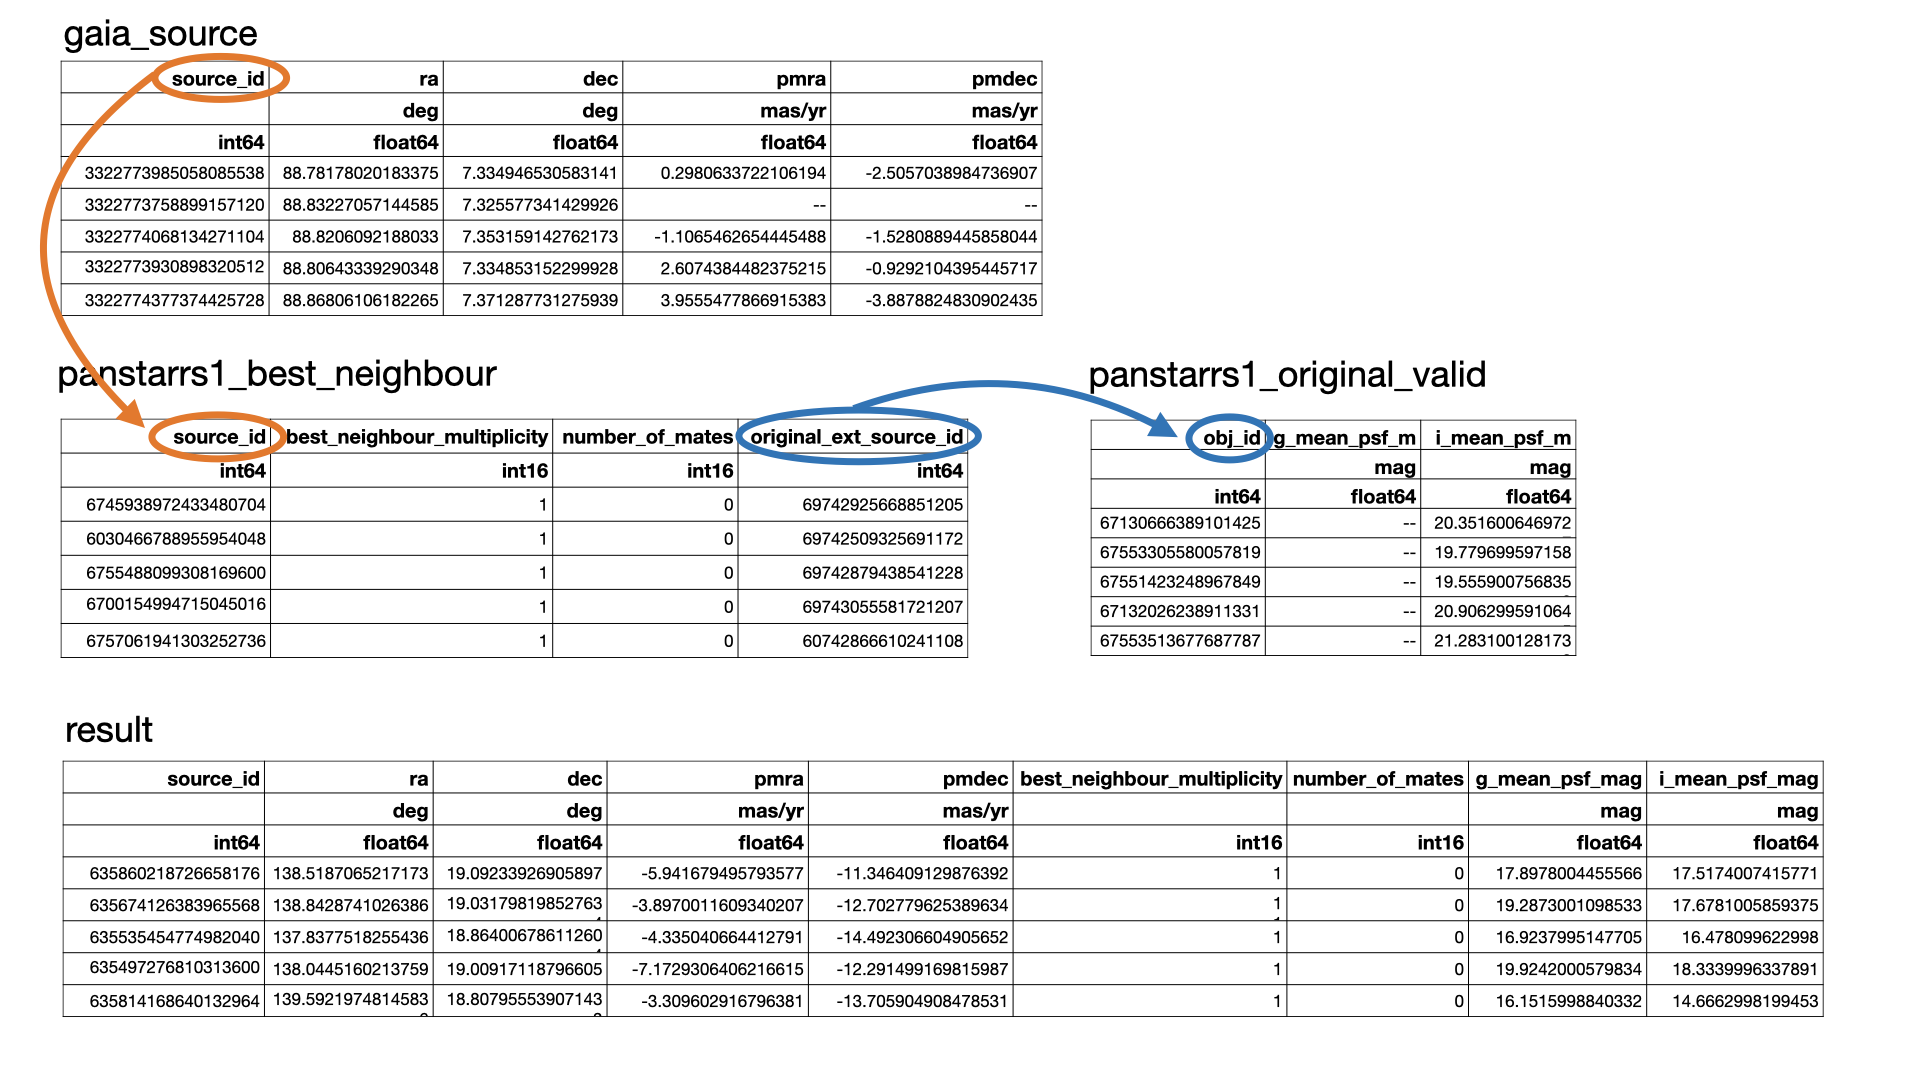 gaia_source
source_id ra dec pmra pmdec
deg deg mas/yr mas/yr
int64 float64 float64 float64 float64
3322773985058085538 88.78178020183375 7.334946530583141 0.2980633722106194 -2.5057038984736907
3322773758899157120 88.83227057144585 7.325577341429926 -- --
3322774068134271104 88.8206092188033 7.353159142762173 -1.1065462654445488 -1.5280889445858044
3322773930898320512 88.80643339290348 7.334853152299928 2.6074384482375215 -0.9292104395445717
3322774377374425728 88.86806106182265 7.371287731275939 3.9555477866915383 -3.8878824830902435
panstarrs1_best_neighbour
source_id best_neighbour_multiplicity number_of_mates original_ext_source_id
int64 int16 int16 int64
6745938972433480704 1 0 69742925668851205
6030466788955954048 1 0 69742509325691172
6755488099308169600 1 0 69742879438541228
6700154994715045016 1 0 69743055581721207
6757061941303252736 1 0 60742866610241108
panstarrs1_original_valid
obj_id g_mean_psf_m i_mean_psf_m
mag mag
int64 float64 float64
67130666389101425 -- 20.351600646972
67553305580057819 -- 19.779699597158
67551423248967849 -- 19.555900756835
67132026238911331 -- 20.906299591064
67553513677687787 -- 21.283100128173
result
source_id ra dec pmra pmdec best_neighbour_multiplicity number_of_mates g_mean_psf_mag i_mean_psf_mag
deg deg mas/yr mas/yr mag mag
int64 float64 float64 float64 float64 int16 int16 float64 float64
635860218726658176 138.5187065217173 19.09233926905897 -5.941679495793577 -11.346409129876392 1 0 17.8978004455566 17.5174007415771
635674126383965568 138.8428741026386 19.03179819852763 -3.8970011609340207 -12.702779625389634 1 0 19.2873001098533 17.6781005859375
635535454774982040 137.8377518255436 18.86400678611260 -4.335040664412791 -14.492306604905652 1 0 16.9237995147705 16.478099622998
635497276810313600 138.0445160213759 19.00917118796605 -7.1729306406216615 -12.291499169815987 1 0 19.9242000579834 18.3339996337891
635814168640132964 139.5921974814583 18.80795553907143 -3.309602916796381 -13.705904908478531 1 0 16.1515998840332 14.6662998199453